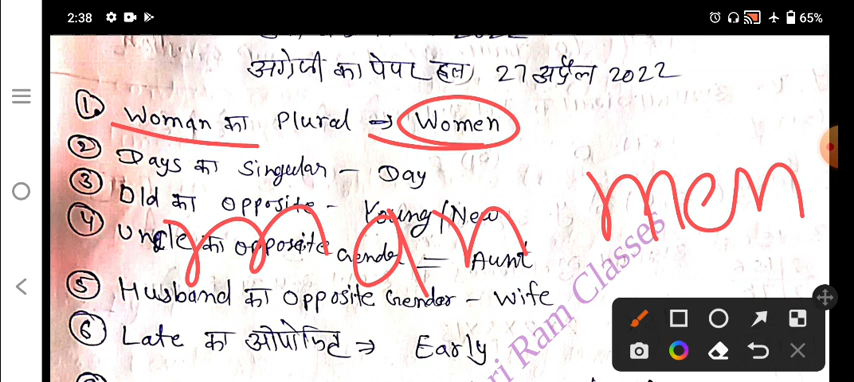 2:38
65%
2022
अंग्रेजी का पेपर हल, 27 अप्रैल 2022
① Woman का Plural → Women
② Days का Singular - Day
③ Old का opposite - Young/New
④ Uncle का opposite Gender = Aunt
⑤ Husband का opposite Gender - Wife
⑥ Late का ओपोजिट → Early
man men
ri Ram Classes